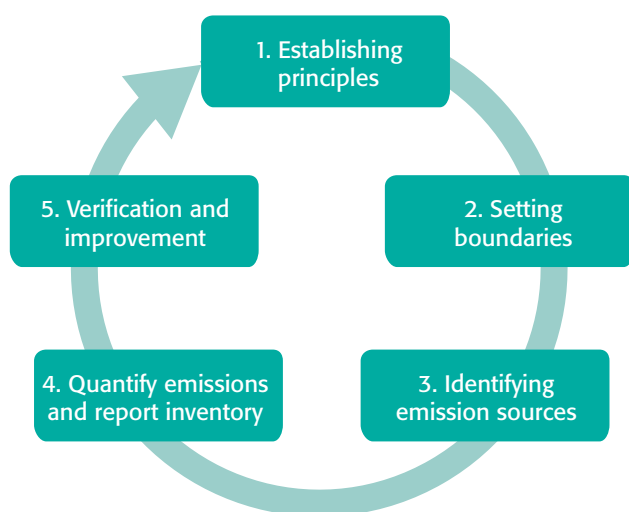 1. Establishing
principles
2. Setting
boundaries
3. Identifying
emission sources
4. Quantify emissions
and report inventory
5. Verification and
improvement